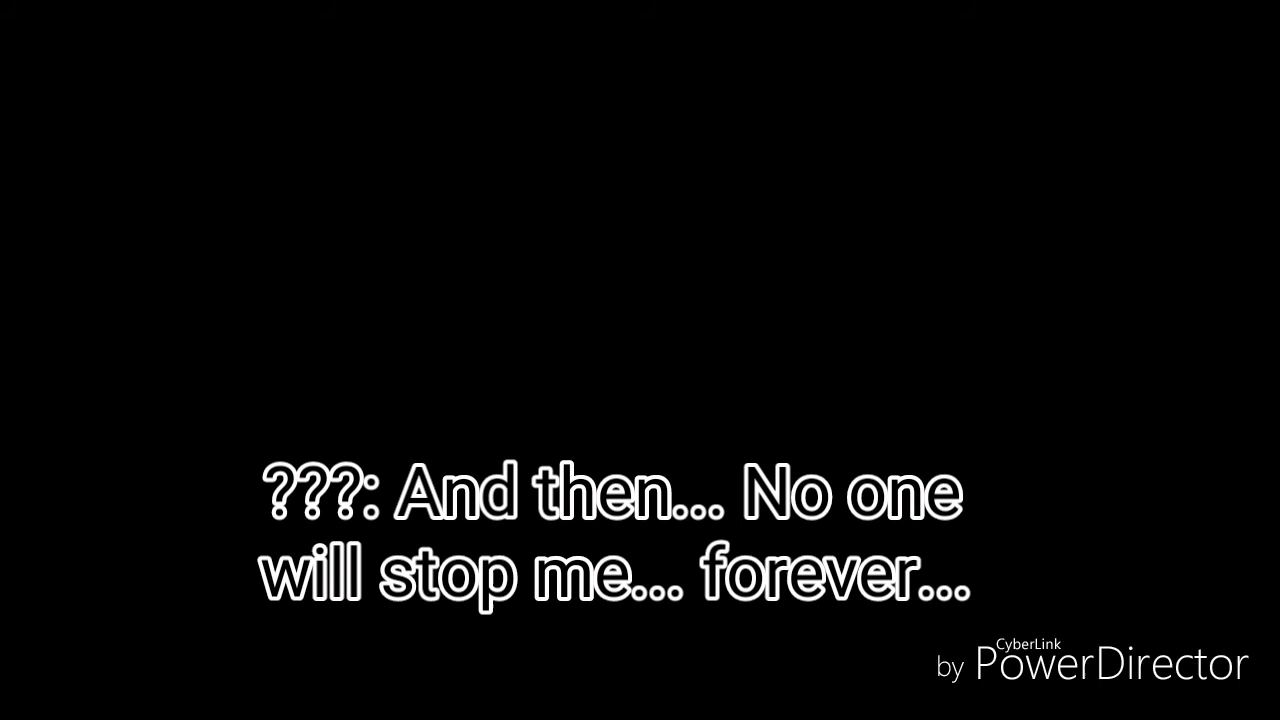 ???: And then... No one
will stop me... forever...
CyberLink
by PowerDirector